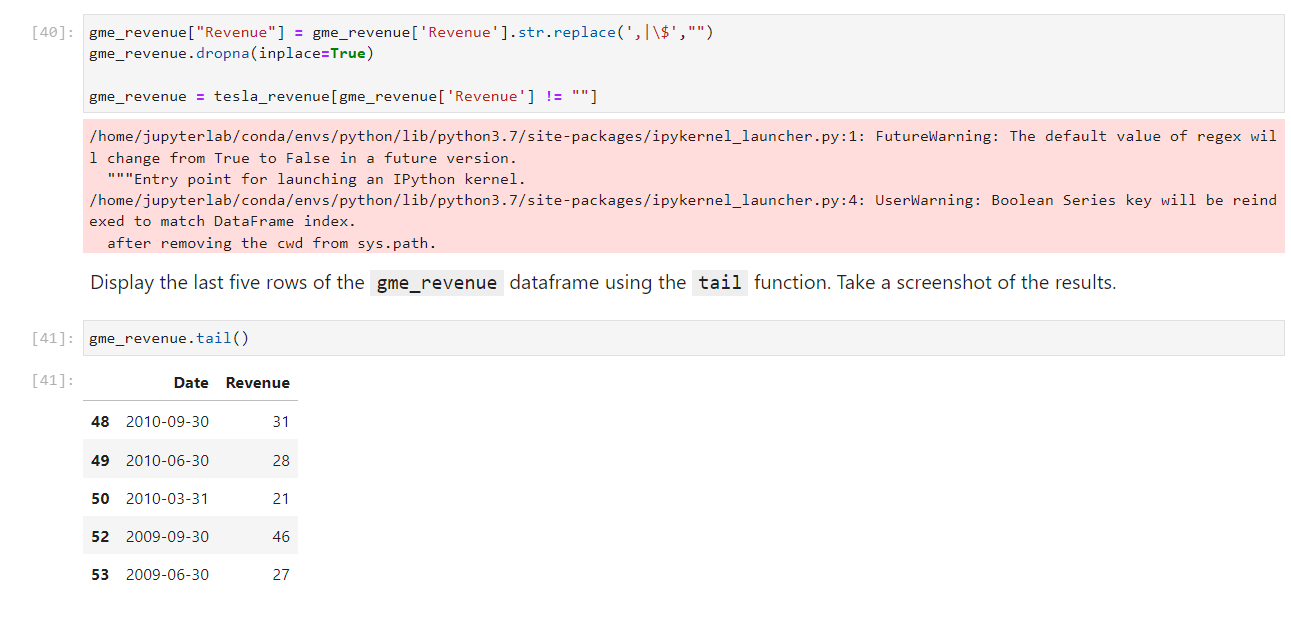 [40]: gme_revenue["Revenue"] = gme_revenue['Revenue'].str.replace(',|\$',"")
gme_revenue.dropna(inplace=True)
gme_revenue = tesla_revenue[gme_revenue['Revenue'] != ""]
/home/jupyterlab/conda/envs/python/lib/python3.7/site-packages/ipykernel_launcher.py:1: FutureWarning: The default value of regex wil
l change from True to False in a future version.
"""Entry point for launching an IPython kernel.
/home/jupyterlab/conda/envs/python/lib/python3.7/site-packages/ipykernel_launcher.py:4: UserWarning: Boolean Series key will be reind
exed to match DataFrame index.
after removing the cwd from sys.path.
Display the last five rows of the gme_revenue dataframe using the tail function. Take a screenshot of the results.
[41]: gme_revenue.tail()
[41]: Date Revenue
48 2010-09-30 31
49 2010-06-30 28
50 2010-03-31 21
52 2009-09-30 46
53 2009-06-30 27